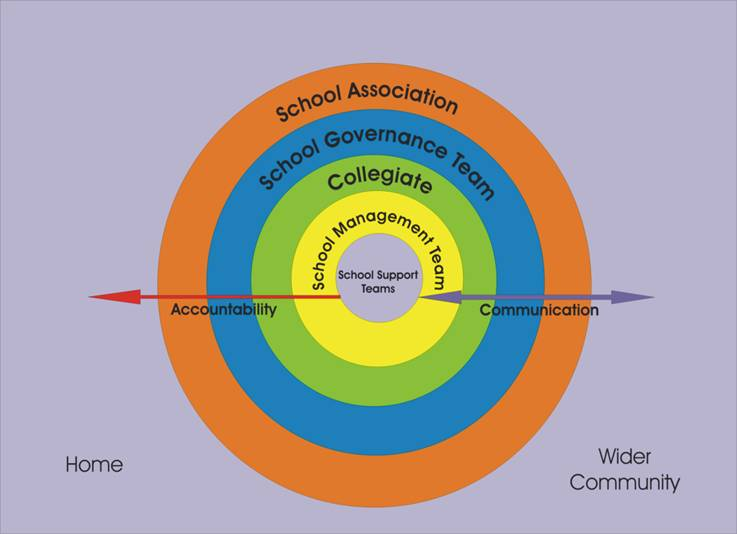 School Association
School Governance Team
Collegiate
School Management Team
School Support
Teams
Accountability
Communication
Home
Wider
Community